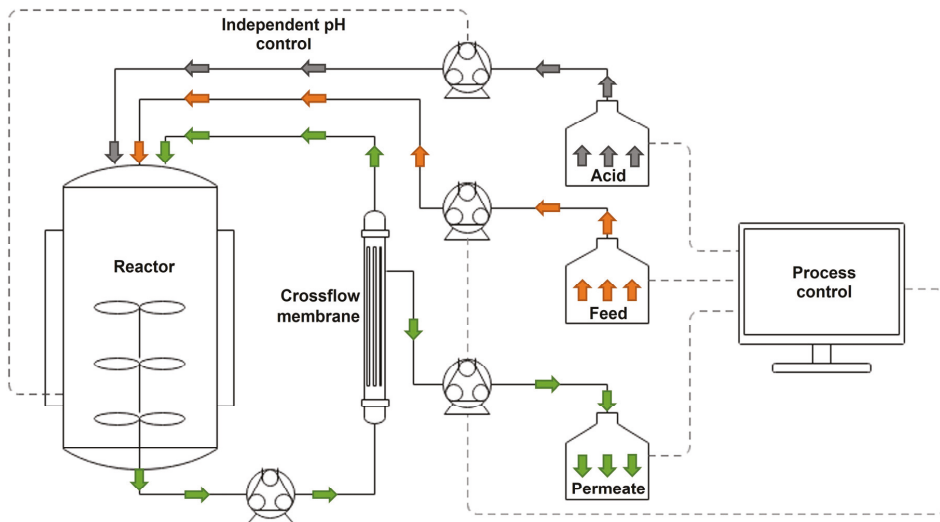 Independent pH
control
Acid
Reactor
Crossflow
membrane
Feed
Process
control
Permeate